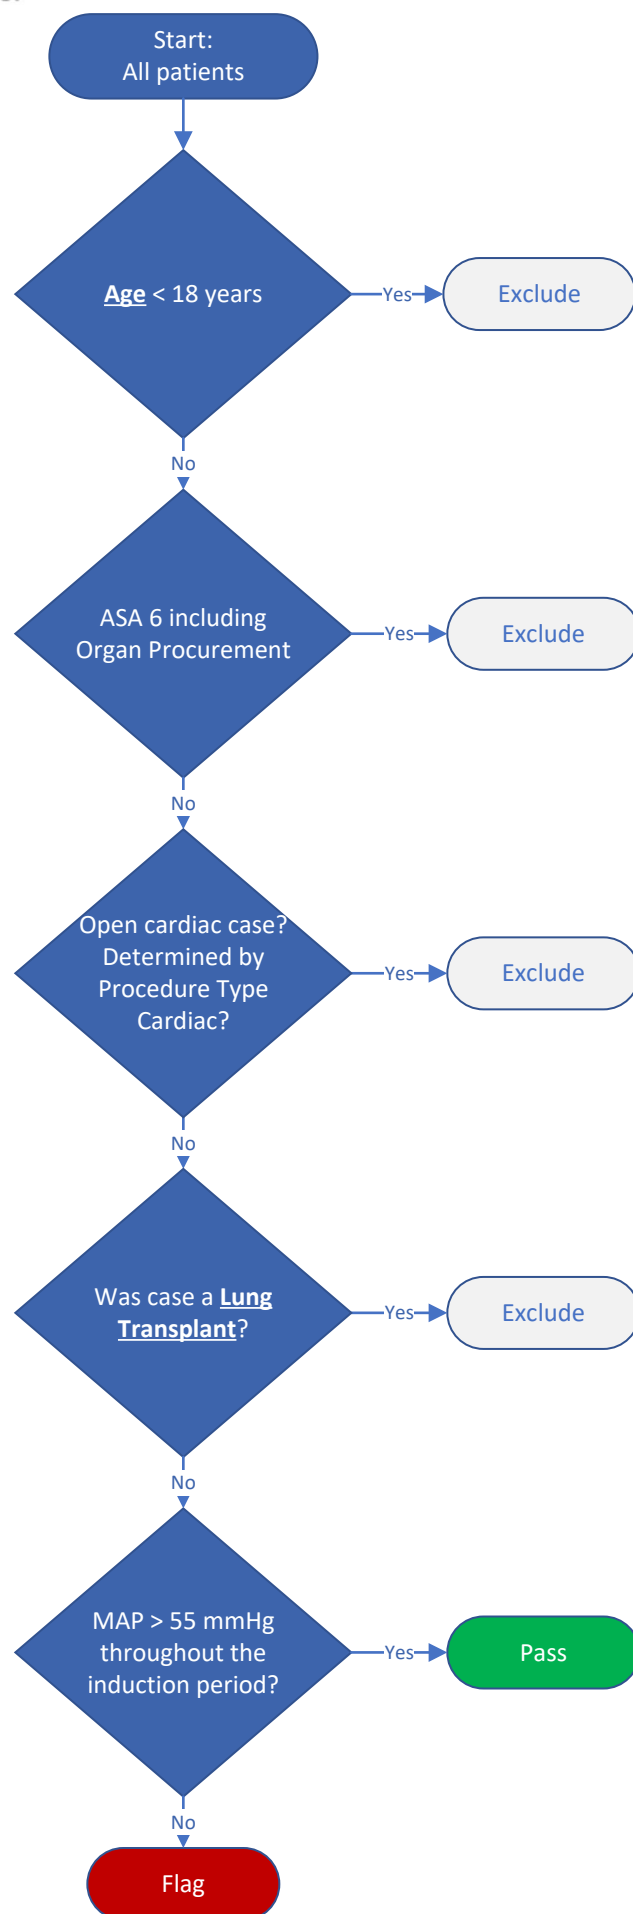 Start:
All patients
Age < 18 years
Yes
Exclude
No
ASA 6 including
Organ Procurement
Yes
Exclude
No
Open cardiac case?
Determined by
Procedure Type
Cardiac?
Yes
Exclude
No
Was case a Lung
Transplant?
Yes
Exclude
No
MAP > 55 mmHg
throughout the
induction period?
Yes
Pass
No
Flag